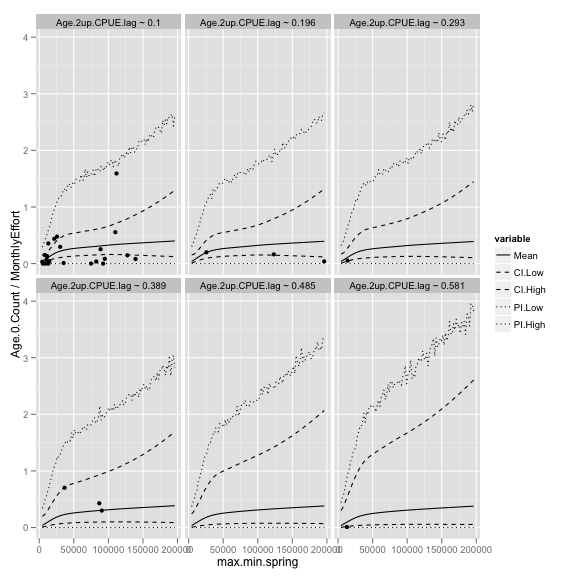 Age.2up.CPUE.lag ~ 0.1 Age.2up.CPUE.lag ~ 0.196 Age.2up.CPUE.lag ~ 0.293
4
3
2
1
0
Age.0.Count / MonthlyEffort
variable
Mean
CI.Low
CI.High
PI.Low
PI.High
Age.2up.CPUE.lag ~ 0.389 Age.2up.CPUE.lag ~ 0.485 Age.2up.CPUE.lag ~ 0.581
4
3
2
1
0
0 50000 100000 150000 200000 50000 100000 150000 200000 50000 100000 150000 200000
max.min.spring